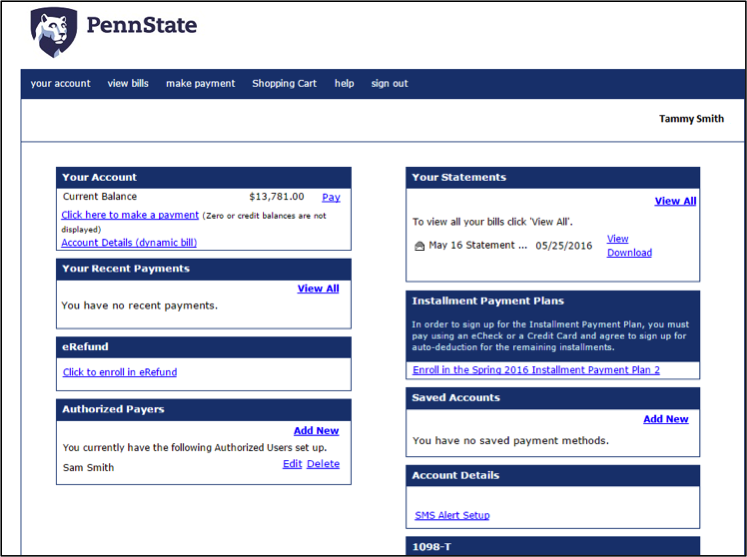 PennState
your account view bills make payment Shopping Cart help sign out
Tammy Smith
Your Account
Current Balance $13,781.00 Pay
Click here to make a payment (Zero or credit balances are not
displayed)
Account Details (dynamic bill)
Your Recent Payments
View All
You have no recent payments.
eRefund
Click to enroll in eRefund
Authorized Payers
Add New
You currently have the following Authorized Users set up.
Sam Smith Edit Delete
Your Statements
View All
To view all your bills click 'View All'.
May 16 Statement ... 05/25/2016 View
Download
Installment Payment Plans
In order to sign up for the Installment Payment Plan, you must
pay using an eCheck or a Credit Card and agree to sign up for
auto-deduction for the remaining installments.
Enroll in the Spring 2016 Installment Payment Plan 2
Saved Accounts
Add New
You have no saved payment methods.
Account Details
SMS Alert Setup
1098-T